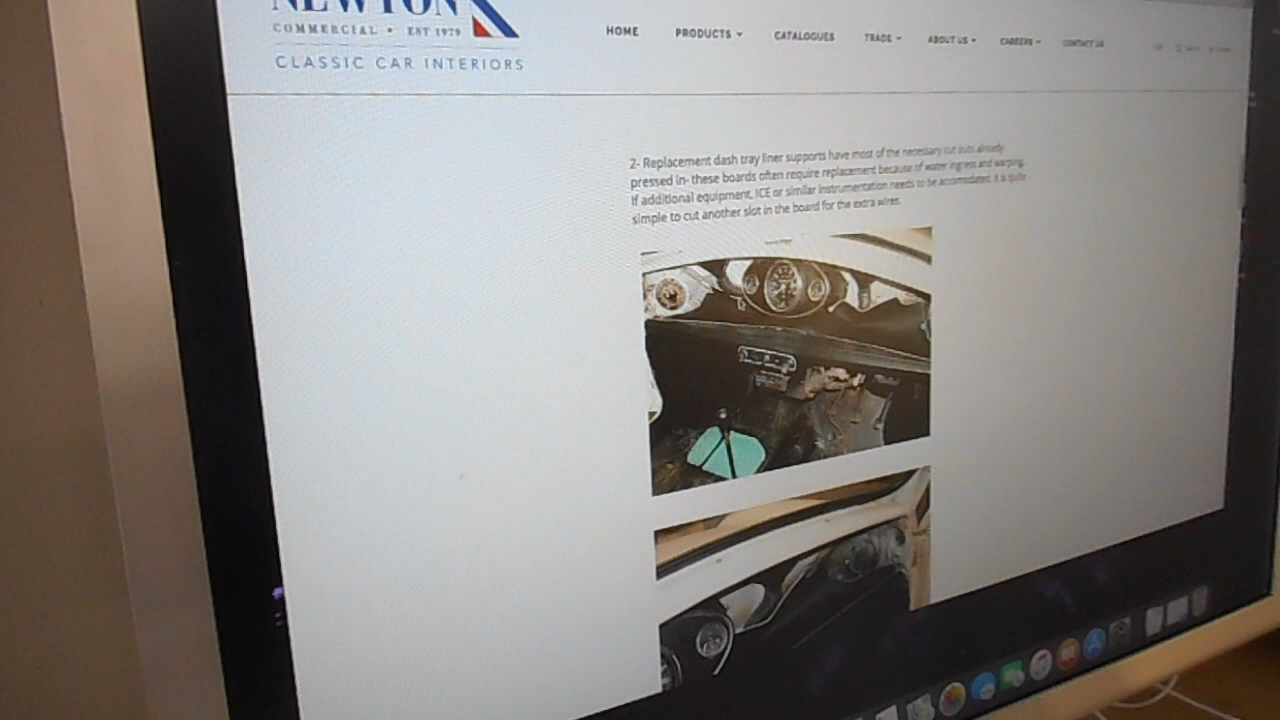 NEWTON
COMMERCIAL • EST 1979
CLASSIC CAR INTERIORS
HOME PRODUCTS CATALOGUES TRADE ABOUT US CAREERS CONTACT US
2- Replacement dash tray liner supports have most of the necessary cut outs already
pressed in- these boards often require replacement because of water ingress and warping.
If additional equipment, ICE or similar instrumentation needs to be accomodated, it is quite
simple to cut another slot in the board for the extra wires.